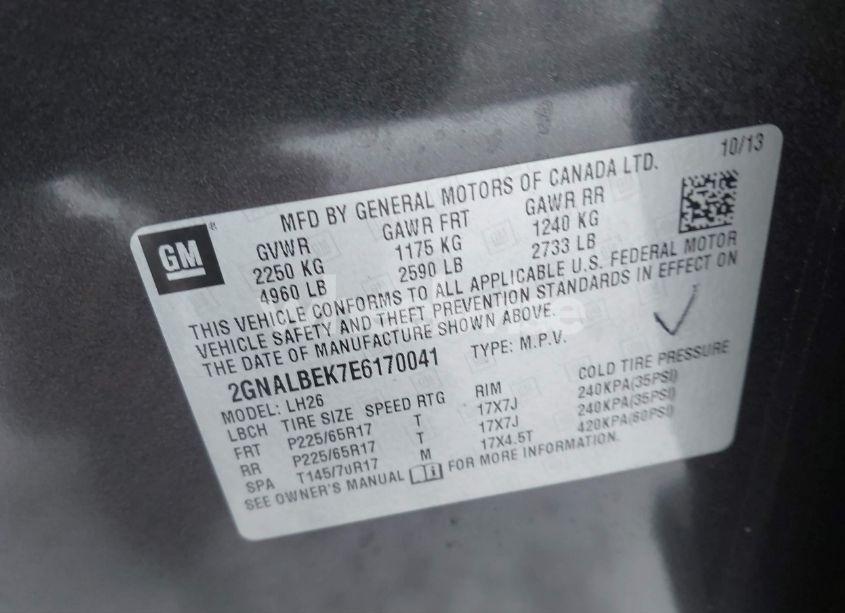 10/13
MFD BY GENERAL MOTORS OF CANADA LTD.
GM ®
GVWR GAWR FRT GAWR RR
2250 KG 1175 KG 1240 KG
4960 LB 2590 LB 2733 LB
THIS VEHICLE CONFORMS TO ALL APPLICABLE U.S. FEDERAL MOTOR
VEHICLE SAFETY AND THEFT PREVENTION STANDARDS IN EFFECT ON
THE DATE OF MANUFACTURE SHOWN ABOVE.
2GNALBEK7E6170041 TYPE: M.P.V.
MODEL: LH26
LBCH TIRE SIZE SPEED RTG RIM COLD TIRE PRESSURE
FRT P225/65R17 T 17X7J 240KPA(35PSI)
RR P225/65R17 T 17X7J 240KPA(35PSI)
SPA T145/70R17 M 17X4.5T 420KPA(60PSI)
SEE OWNER'S MANUAL FOR MORE INFORMATION.